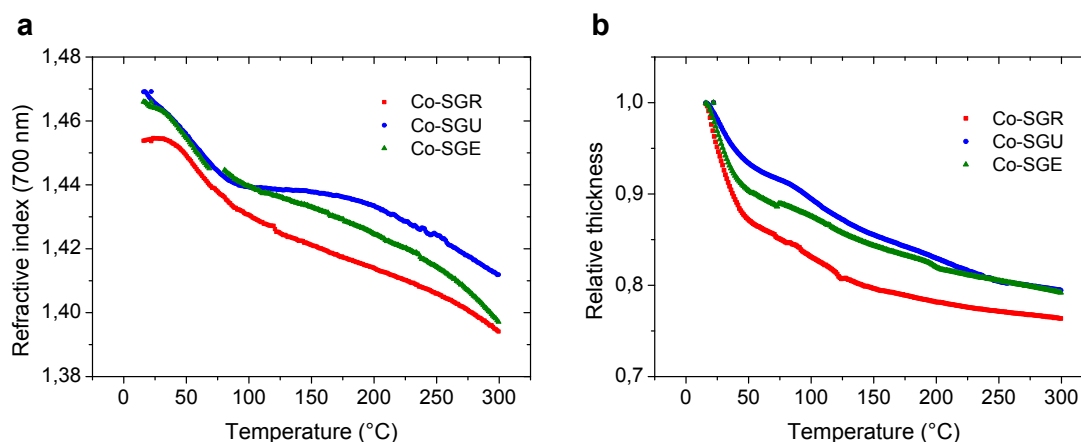 a
1,48
1,46
1,44
1,42
1,40
1,38
Refractive index (700 nm)
Co-SGR
Co-SGU
Co-SGE
0 50 100 150 200 250 300
Temperature (°C)
b
1,0
0,9
0,8
0,7
Relative thickness
Co-SGR
Co-SGU
Co-SGE
0 50 100 150 200 250 300
Temperature (°C)